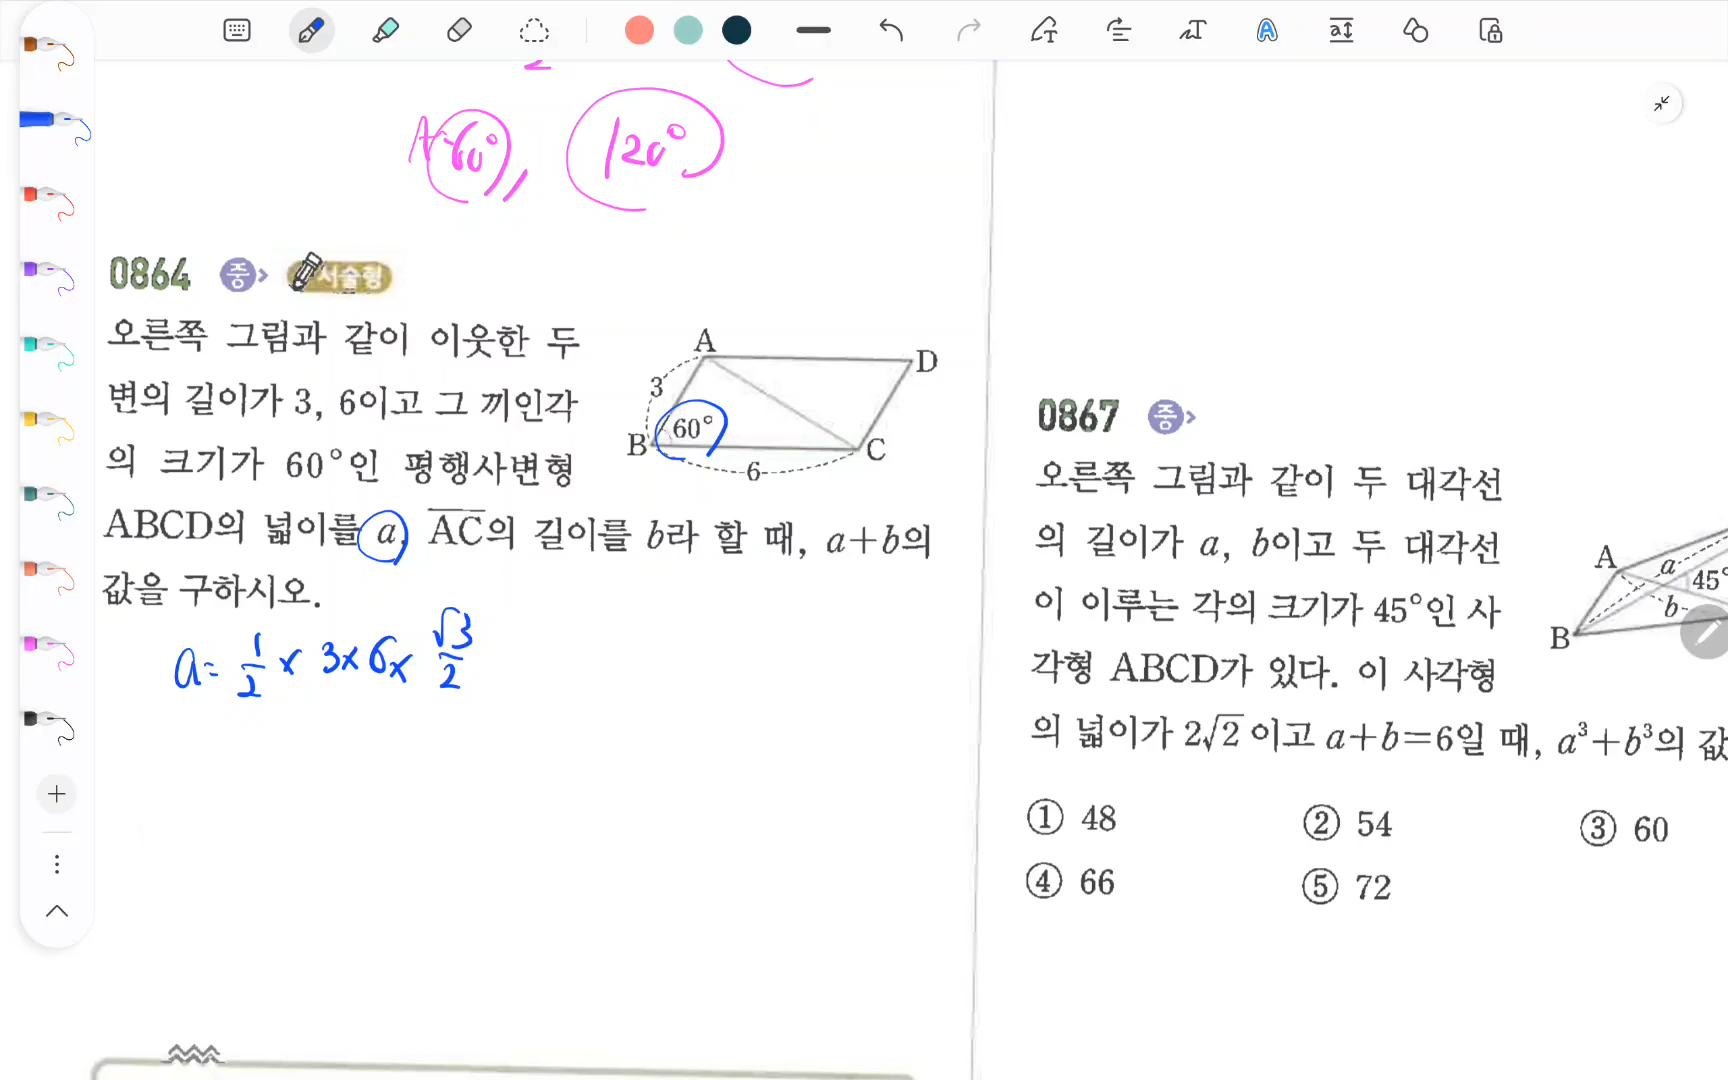 A=60°, 120°
0864 중 서술형
오른쪽 그림과 같이 이웃한 두
변의 길이가 3, 6이고 그 끼인각
의 크기가 60°인 평행사변형
ABCD의 넓이를 a, AC의 길이를 b라 할 때, a+b의
값을 구하시오.
A
D
3
60°
B
C
6
a= 1/2 × 3×6× √3/2
0867 중
오른쪽 그림과 같이 두 대각선
의 길이가 a, b이고 두 대각선
이 이루는 각의 크기가 45°인 사
각형 ABCD가 있다. 이 사각형
의 넓이가 2√2이고 a+b=6일 때, a³+b³의 값
A
a
45°
b
B
① 48 ② 54 ③ 60
④ 66 ⑤ 72